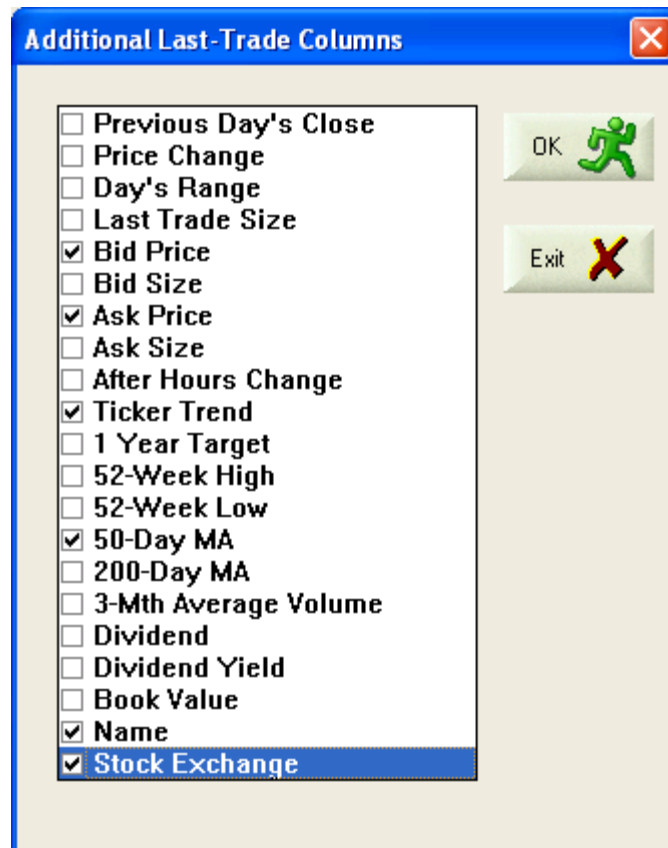 Additional Last-Trade Columns
Previous Day's Close
Price Change
Day's Range
Last Trade Size
Bid Price
Bid Size
Ask Price
Ask Size
After Hours Change
Ticker Trend
1 Year Target
52-Week High
52-Week Low
50-Day MA
200-Day MA
3-Mth Average Volume
Dividend
Dividend Yield
Book Value
Name
Stock Exchange
OK
Exit